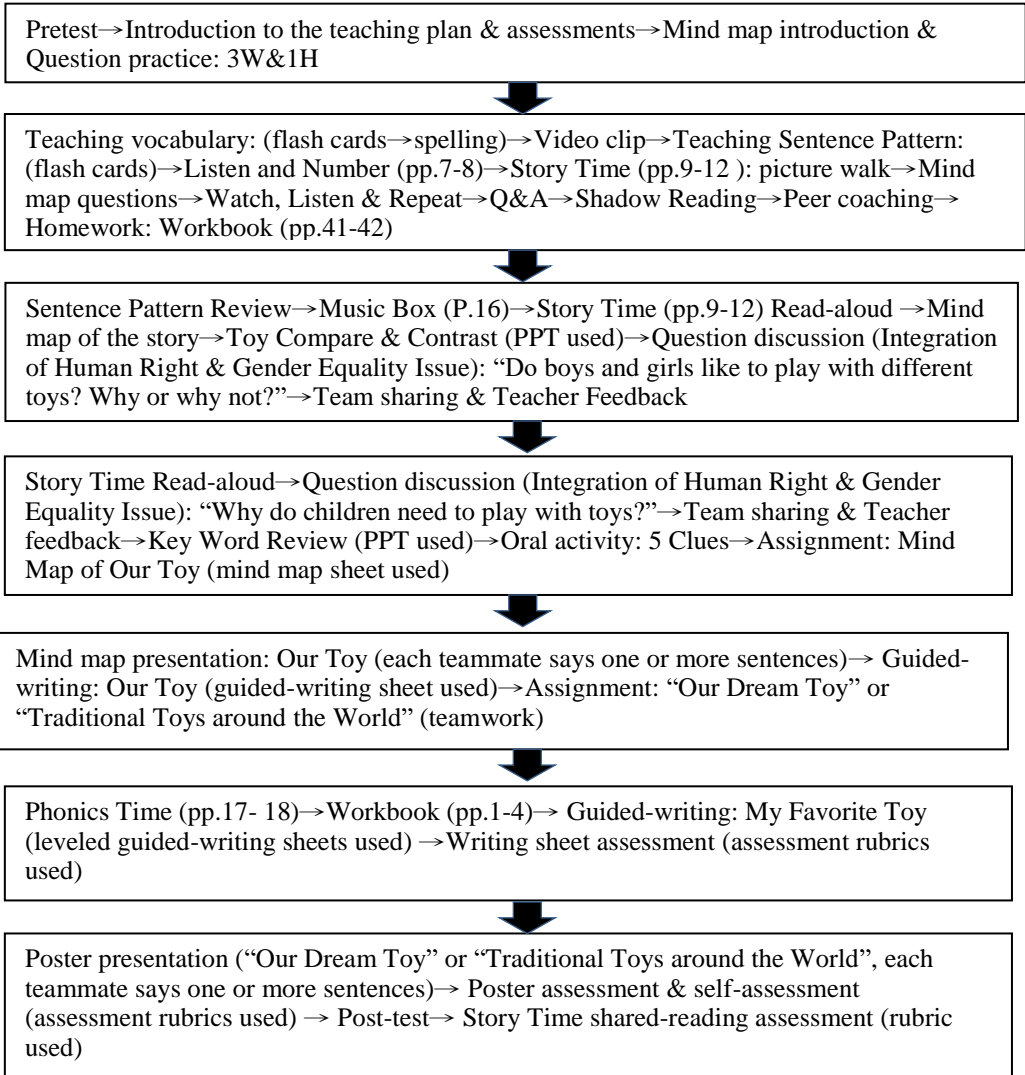 Pretest→Introduction to the teaching plan & assessments→Mind map introduction &
Question practice: 3W&1H
Teaching vocabulary: (flash cards→spelling)→Video clip→Teaching Sentence Pattern:
(flash cards)→Listen and Number (pp.7-8)→Story Time (pp.9-12 ): picture walk→Mind
map questions→Watch, Listen & Repeat→Q&A→Shadow Reading→Peer coaching→
Homework: Workbook (pp.41-42)
Sentence Pattern Review→Music Box (P.16)→Story Time (pp.9-12) Read-aloud →Mind
map of the story→Toy Compare & Contrast (PPT used)→Question discussion (Integration
of Human Right & Gender Equality Issue): “Do boys and girls like to play with different
toys? Why or why not?”→Team sharing & Teacher Feedback
Story Time Read-aloud→Question discussion (Integration of Human Right & Gender
Equality Issue): “Why do children need to play with toys?”→Team sharing & Teacher
feedback→Key Word Review (PPT used)→Oral activity: 5 Clues→Assignment: Mind
Map of Our Toy (mind map sheet used)
Mind map presentation: Our Toy (each teammate says one or more sentences)→ Guided-
writing: Our Toy (guided-writing sheet used)→Assignment: “Our Dream Toy” or
“Traditional Toys around the World” (teamwork)
Phonics Time (pp.17- 18)→Workbook (pp.1-4)→ Guided-writing: My Favorite Toy
(leveled guided-writing sheets used) →Writing sheet assessment (assessment rubrics
used)
Poster presentation (“Our Dream Toy” or “Traditional Toys around the World”, each
teammate says one or more sentences)→ Poster assessment & self-assessment
(assessment rubrics used) → Post-test→ Story Time shared-reading assessment (rubric
used)